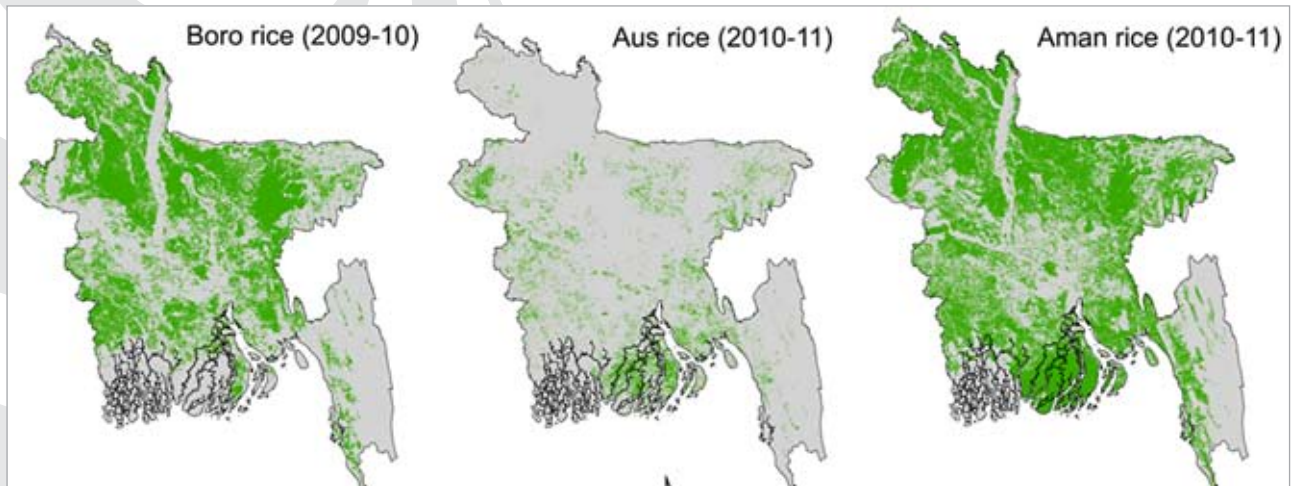 Boro rice (2009-10)
Aus rice (2010-11)
Aman rice (2010-11)